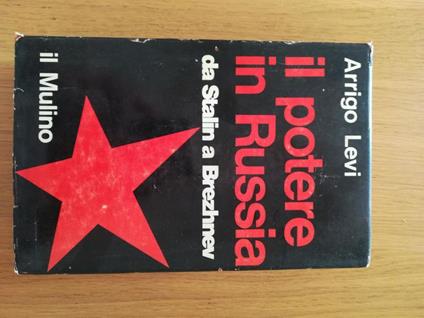 Arrigo Levi
il potere
in Russia
da Stalin a Brezhnev
il Mulino